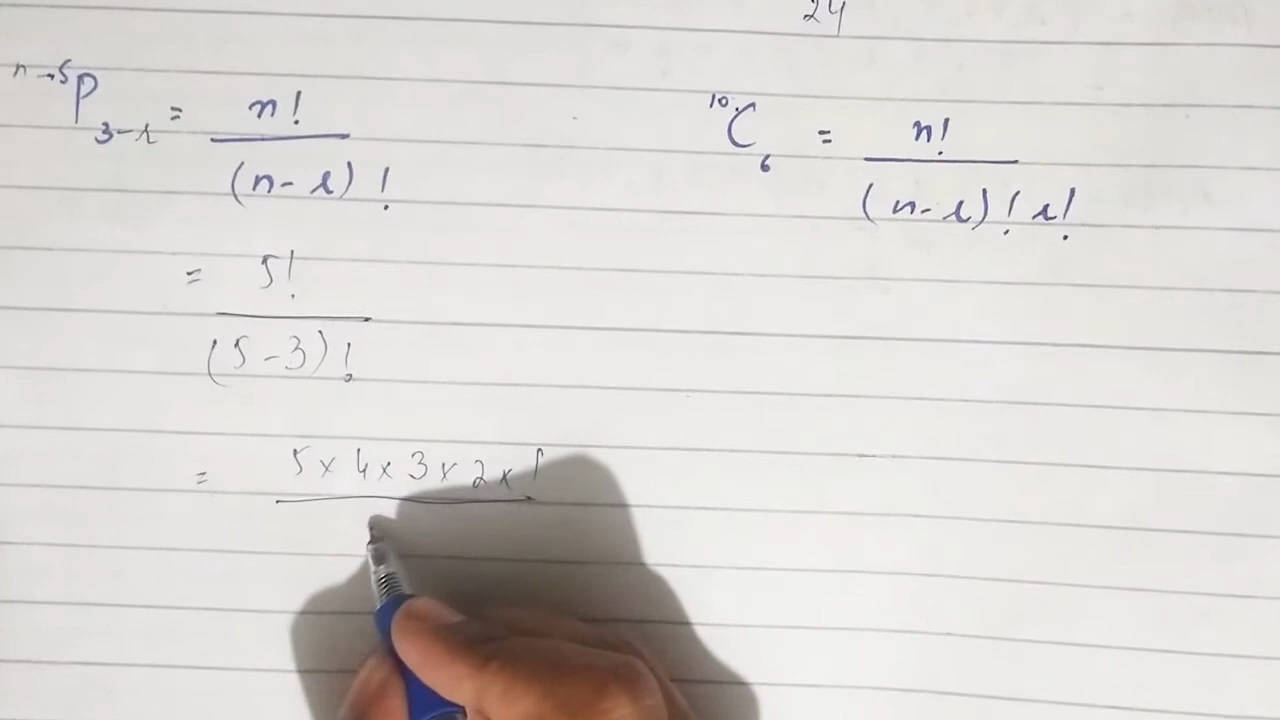 24
n→5P3-r = n! / (n-r)!
10C6 = n! / (n-r)! r!
= 5! / (5-3)!
= 5 x 4 x 3 x 2 x 1